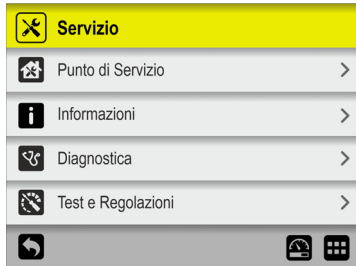 Servizio
Punto di Servizio
Informazioni
Diagnostica
Test e Regolazioni